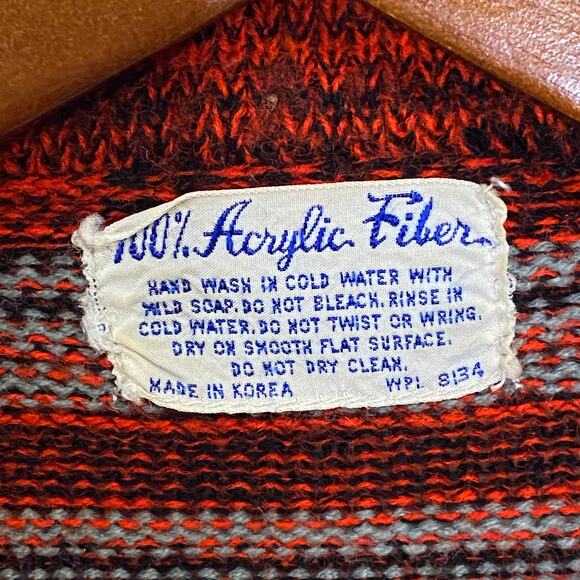 100% Acrylic Fiber
HAND WASH IN COLD WATER WITH
MILD SOAP. DO NOT BLEACH. RINSE IN
COLD WATER. DO NOT TWIST OR WRING.
DRY ON SMOOTH FLAT SURFACE.
DO NOT DRY CLEAN.
MADE IN KOREA WPL 8134